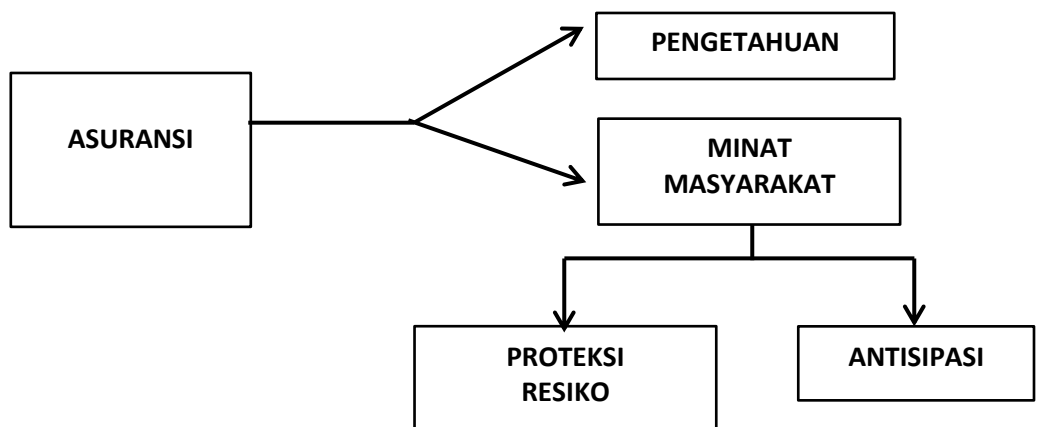 PENGETAHUAN
ASURANSI
MINAT
MASYARAKAT
PROTEKSI
RESIKO
ANTISIPASI